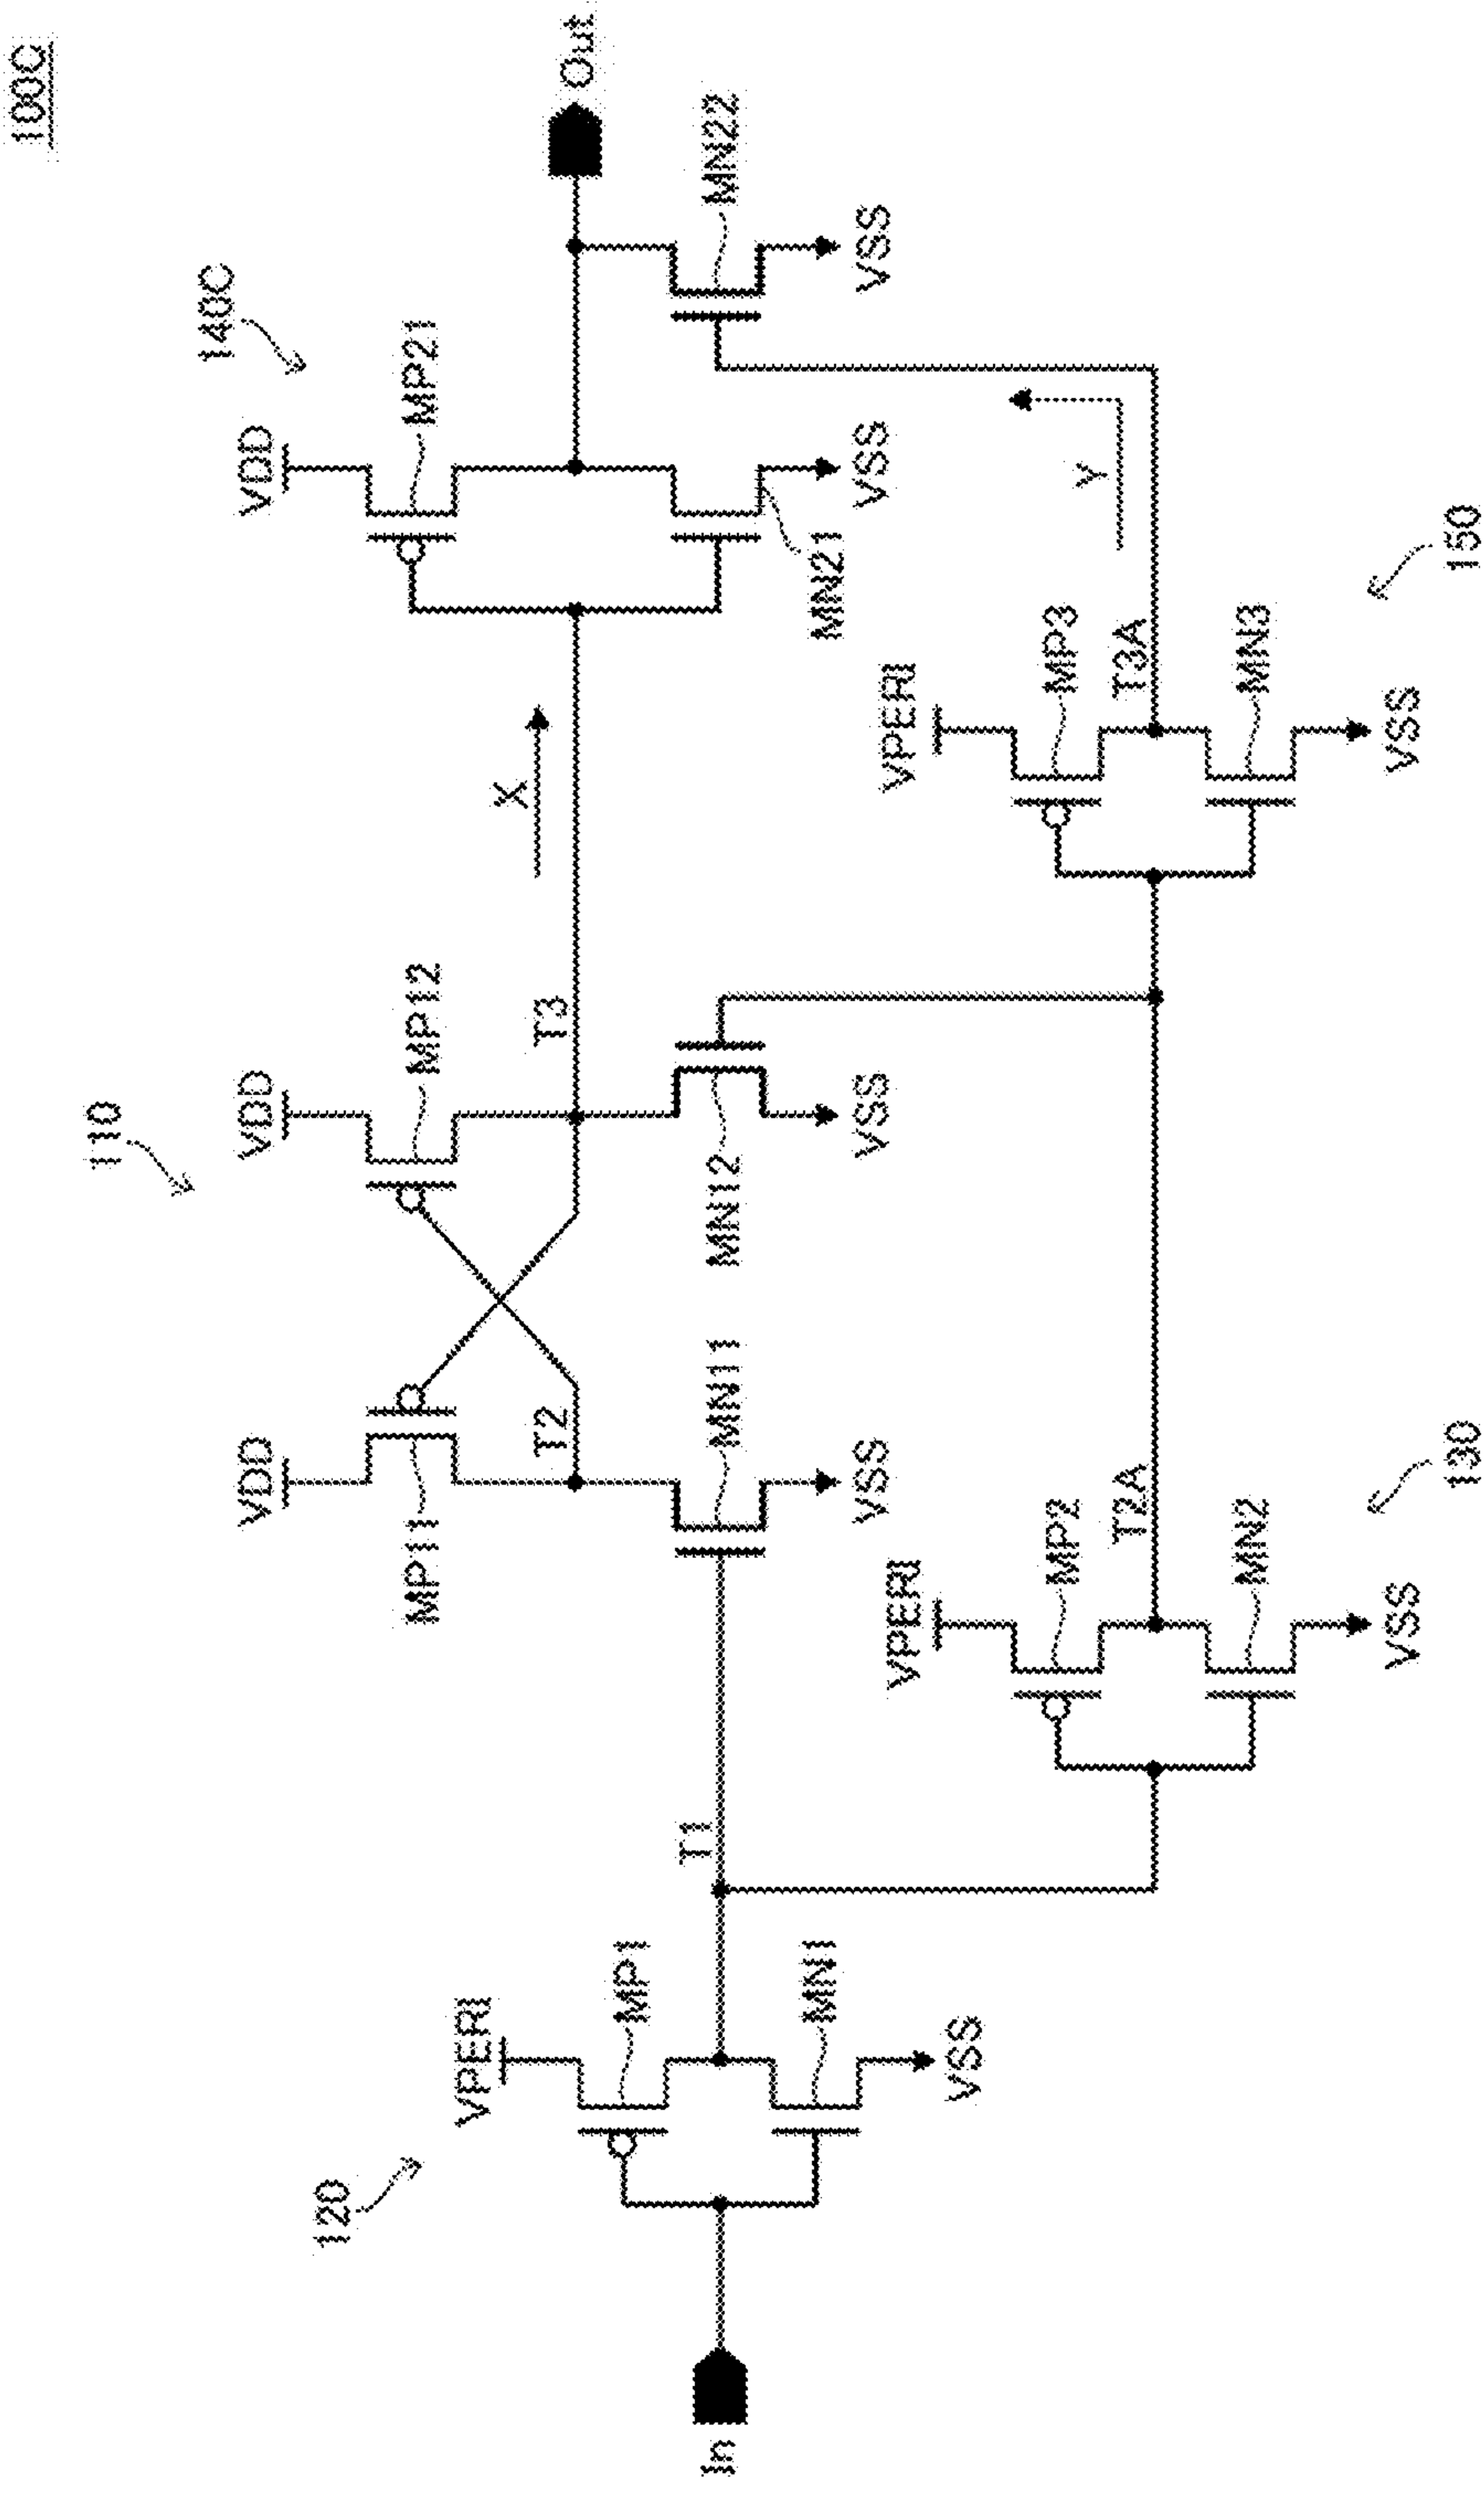 100C
140C
110
120
VDD
VDD
VDD
MP11
MP12
MP21
X
T2
T3
Out
VPERI
MP1
T1
MN11
MN12
MN22
In
MN1
MN21
VSS
VSS
VSS
VSS
VSS
VPERI
VPERI
Y
MP2
MP3
T2A
T3A
MN2
MN3
VSS
VSS
130
150